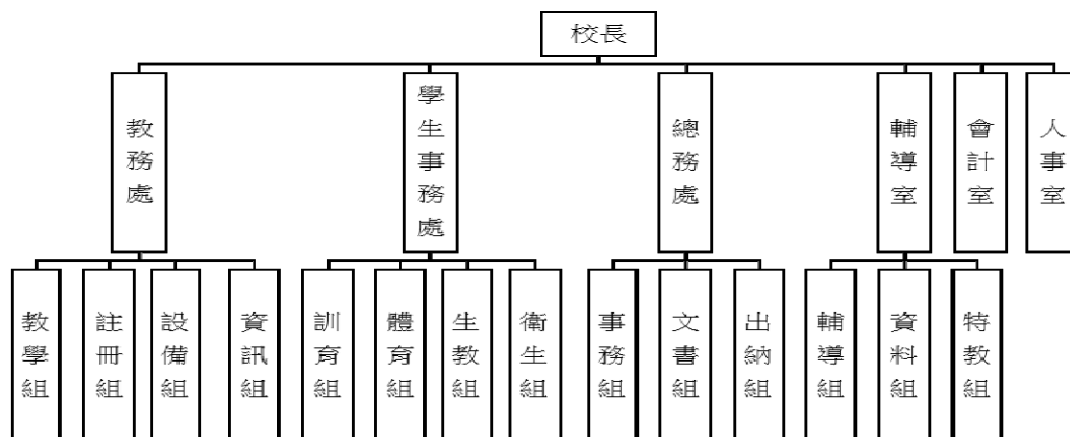 校長
教務處
學生事務處
總務處
輔導室
會計室
人事室
教學組
註冊組
設備組
資訊組
訓育組
體育組
生教組
衛生組
事務組
文書組
出納組
輔導組
資料組
特教組